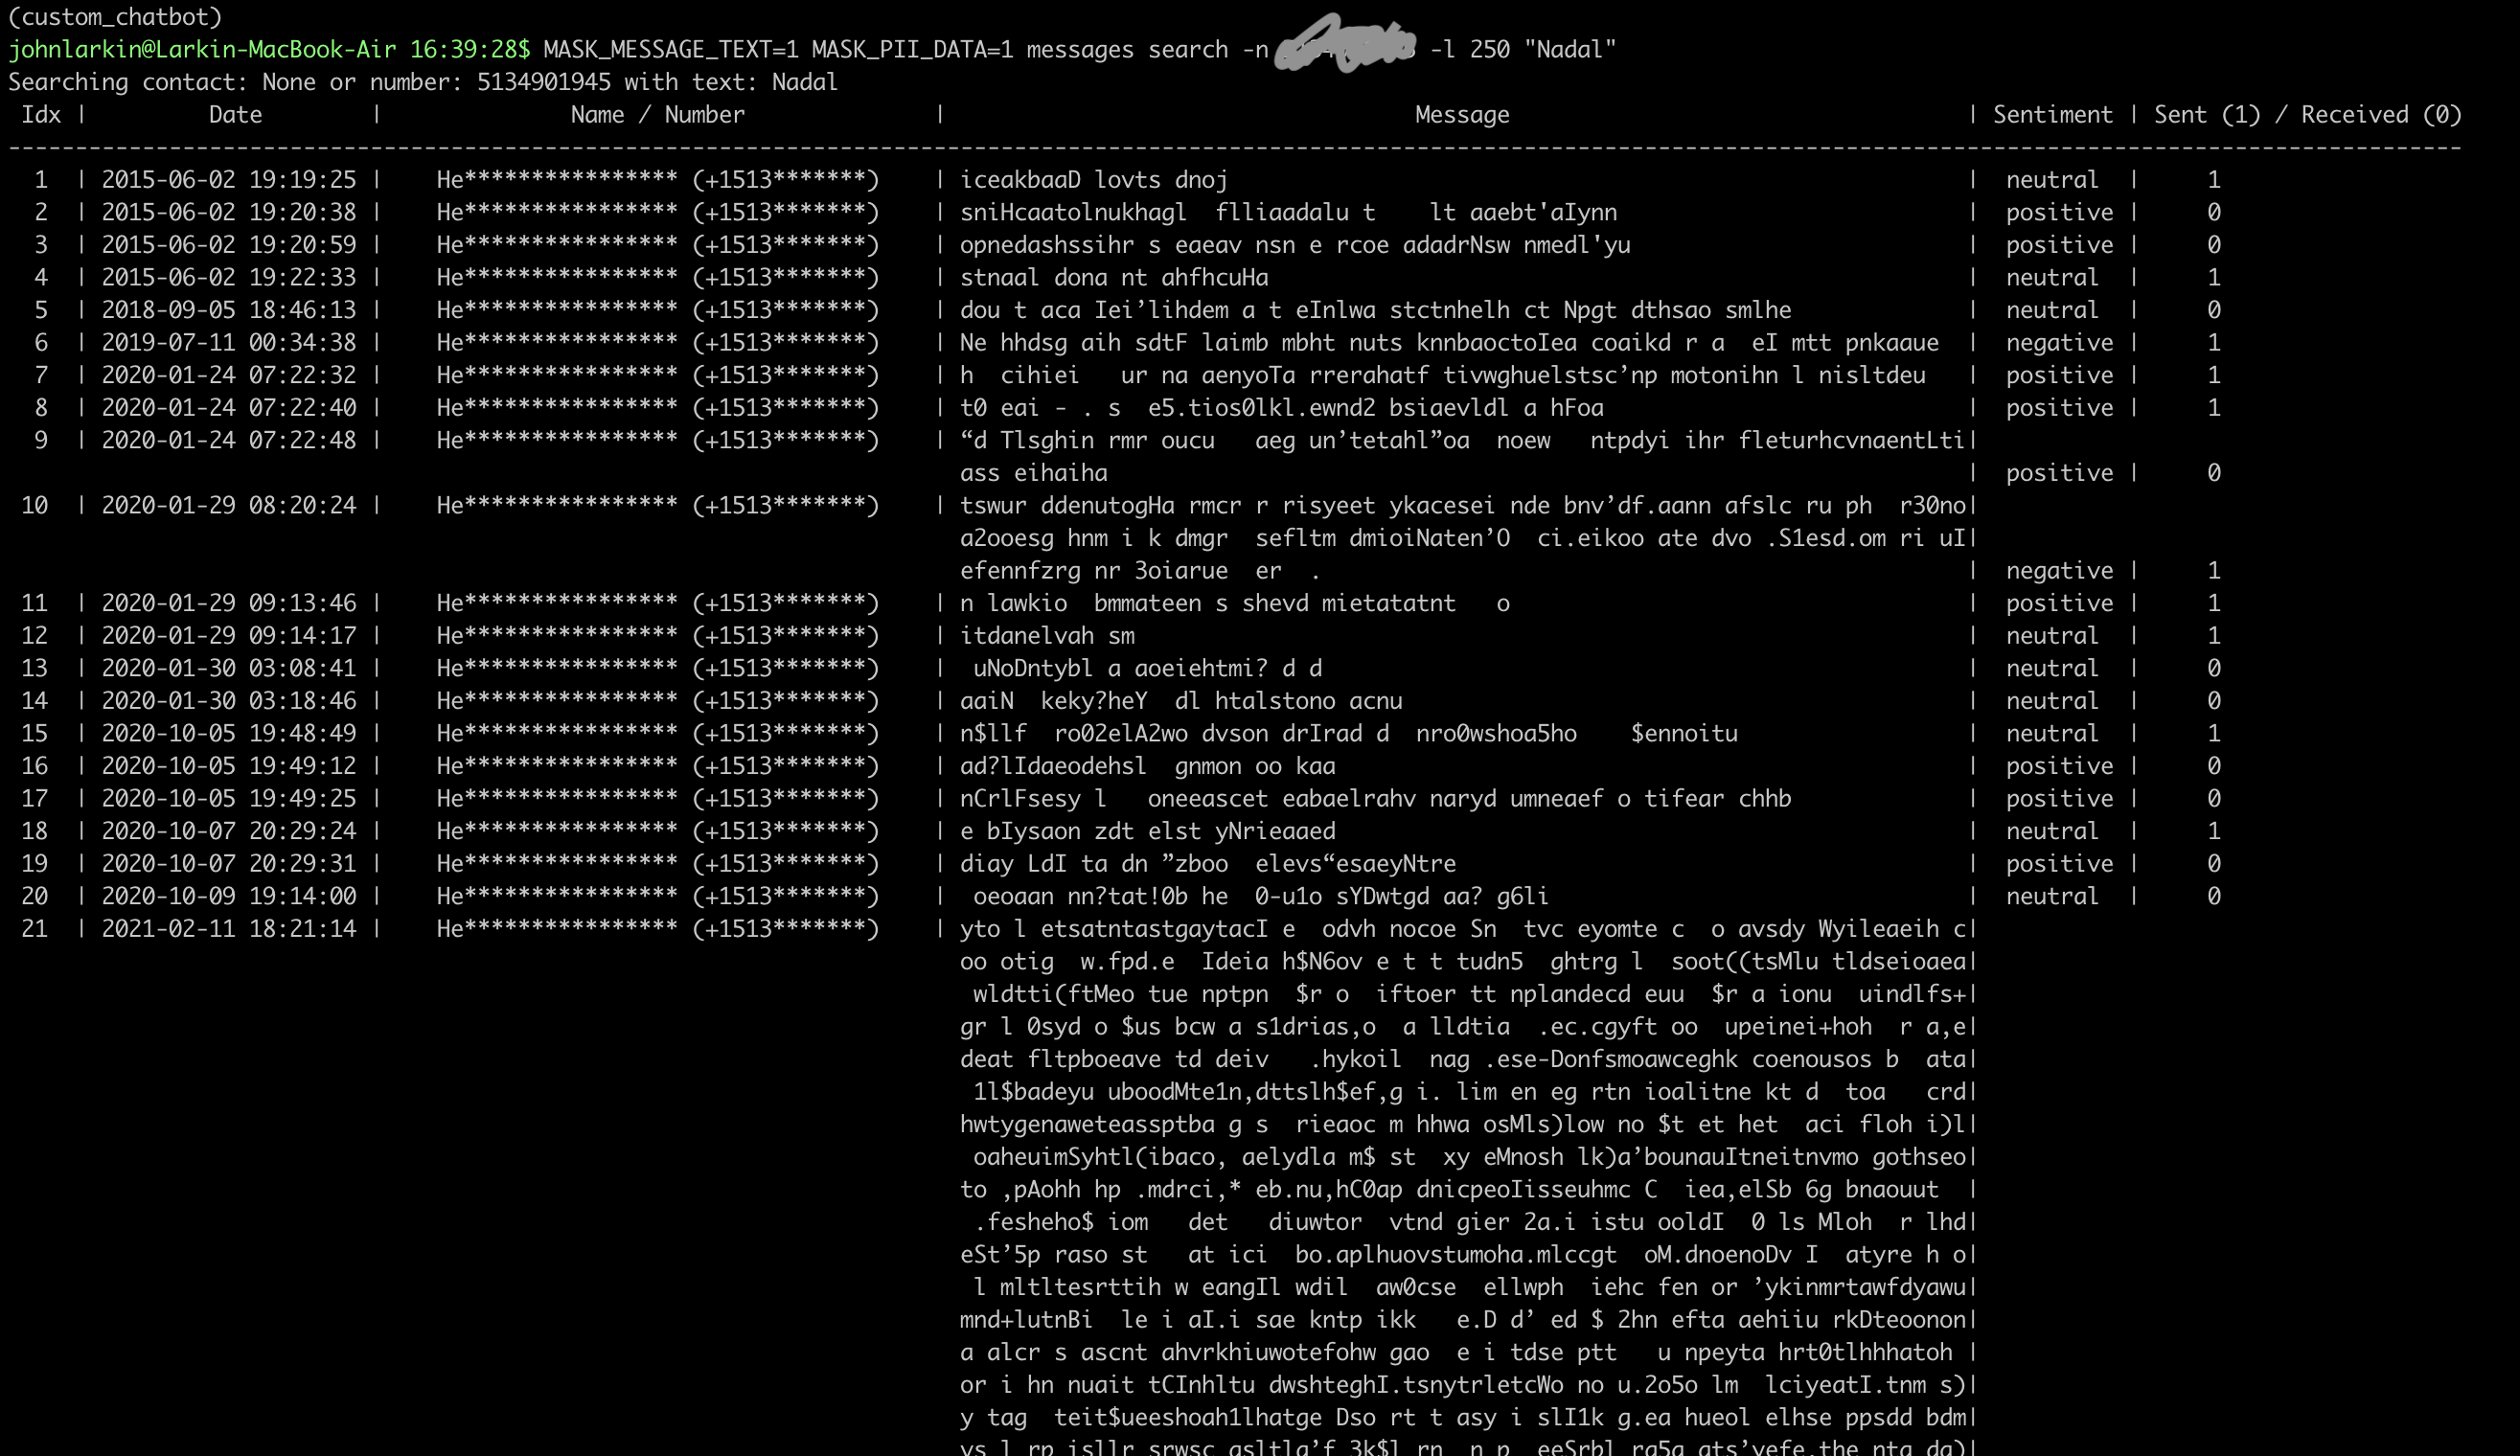 (custom_chatbot)
johnlarkin@Larkin-MacBook-Air 16:39:28$ MASK_MESSAGE_TEXT=1 MASK_PII_DATA=1 messages search -n -l 250 "Nadal"
Searching contact: None or number: 5134901945 with text: Nadal
Idx | Date | Name / Number | Message | Sentiment | Sent (1) / Received (0)
1 | 2015-06-02 19:19:25 | He**************** (+1513*******) | iceakbaaD lovts dnoj | neutral | 1
2 | 2015-06-02 19:20:38 | He**************** (+1513*******) | sniHcaatolnukhagl flliaadalu t lt aaebt'aIynn | positive | 0
3 | 2015-06-02 19:20:59 | He**************** (+1513*******) | opnedashssihr s eaeav nsn e rcoe adadrNsw nmedl'yu | positive | 0
4 | 2015-06-02 19:22:33 | He**************** (+1513*******) | stnaal dona nt ahfhcuHa | neutral | 1
5 | 2018-09-05 18:46:13 | He**************** (+1513*******) | dou t aca Iei’lihdem a t eInlwa stctnhelh ct Npgt dthsao smlhe | neutral | 0
6 | 2019-07-11 00:34:38 | He**************** (+1513*******) | Ne hhdsg aih sdtF laimb mbht nuts knnbaoctoIea coaikd r a eI mtt pnkaaue | negative | 1
7 | 2020-01-24 07:22:32 | He**************** (+1513*******) | h cihiei ur na aenyoTa rrerahatf tivwghuelstsc’np motonihn l nisltdeu | positive | 1
8 | 2020-01-24 07:22:40 | He**************** (+1513*******) | t0 eai - . s e5.tios0lkl.ewnd2 bsiaevldl a hFoa | positive | 1
9 | 2020-01-24 07:22:48 | He**************** (+1513*******) | “d Tlsghin rmr oucu aeg un’tetahl”oa noew ntpdyi ihr fleturhcvnaentLti|
ass eihaiha | positive | 0
10 | 2020-01-29 08:20:24 | He**************** (+1513*******) | tswur ddenutogHa rmcr r risyeet ykacesei nde bnv’df.aann afslc ru ph r30no|
a2ooesg hnm i k dmgr sefltm dmioiNaten’O ci.eikoo ate dvo .S1esd.om ri uI|
efennfzrg nr 3oiarue er . | negative | 1
11 | 2020-01-29 09:13:46 | He**************** (+1513*******) | n lawkio bmmateen s shevd mietatatnt o | positive | 1
12 | 2020-01-29 09:14:17 | He**************** (+1513*******) | itdanelvah sm | neutral | 1
13 | 2020-01-30 03:08:41 | He**************** (+1513*******) | uNoDntybl a aoeiehtmi? d d | neutral | 0
14 | 2020-01-30 03:18:46 | He**************** (+1513*******) | aaiN keky?heY dl htalstono acnu | neutral | 0
15 | 2020-10-05 19:48:49 | He**************** (+1513*******) | n$llf ro02elA2wo dvson drIrad d nro0wshoa5ho $ennoitu | neutral | 1
16 | 2020-10-05 19:49:12 | He**************** (+1513*******) | ad?lIdaeodehsl gnmon oo kaa | positive | 0
17 | 2020-10-05 19:49:25 | He**************** (+1513*******) | nCrlFsesy l oneeascet eabaelrahv naryd umneaef o tifear chhb | positive | 0
18 | 2020-10-07 20:29:24 | He**************** (+1513*******) | e bIysaon zdt elst yNrieaaed | neutral | 1
19 | 2020-10-07 20:29:31 | He**************** (+1513*******) | diay LdI ta dn ”zboo elevs“esaeyNtre | positive | 0
20 | 2020-10-09 19:14:00 | He**************** (+1513*******) | oeoaan nn?tat!0b he 0-u1o sYDwtgd aa? g6li | neutral | 0
21 | 2021-02-11 18:21:14 | He**************** (+1513*******) | yto l etsatntastgaytacI e odvh nocoe Sn tvc eyomte c o avsdy Wyileaeih c|
oo otig w.fpd.e Ideia h$N6ov e t t tudn5 ghtrg l soot((tsMlu tldseioaea|
wldtti(ftMeo tue nptpn $r o iftoer tt nplandecd euu $r a ionu uindlfs+|
gr l 0syd o $us bcw a s1drias,o a lldtia .ec.cgyft oo upeinei+hoh r a,e|
deat fltpboeave td deiv .hykoil nag .ese-Donfsmoawceghk coenousos b ata|
1l$badeyu uboodMte1n,dttslh$ef,g i. lim en eg rtn ioalitne kt d toa crd|
hwtygenaweteassptba g s rieaoc m hhwa osMls)low no $t et het aci floh i)l|
oaheuimSyhtl(ibaco, aelydla m$ st xy eMnosh lk)a’bounauItneitnvmo gothseo|
to ,pAohh hp .mdrci,* eb.nu,hC0ap dnicpeoIisseuhmc C iea,elSb 6g bnaouut |
.fesheho$ iom det diuwtor vtnd gier 2a.i istu ooldI 0 ls Mloh r lhd|
eSt’5p raso st at ici bo.aplhuovstumoha.mlccgt oM.dnoenoDv I atyre h o|
l mltltesrttih w eangIl wdil aw0cse ellwph iehc fen or ’ykinmrtawfdyawu|
mnd+lutnBi le i aI.i sae kntp ikk e.D d’ ed $ 2hn efta aehiiu rkDteoonon|
a alcr s ascnt ahvrkhiuwotefohw gao e i tdse ptt u npeyta hrt0tlhhhatoh |
or i hn nuait tCInhltu dwshteghI.tsnytrletcWo no u.2o5o lm lciyeatI.tnm s)|
y tag teit$ueeshoah1lhatge Dso rt t asy i slI1k g.ea hueol elhse ppsdd bdm|